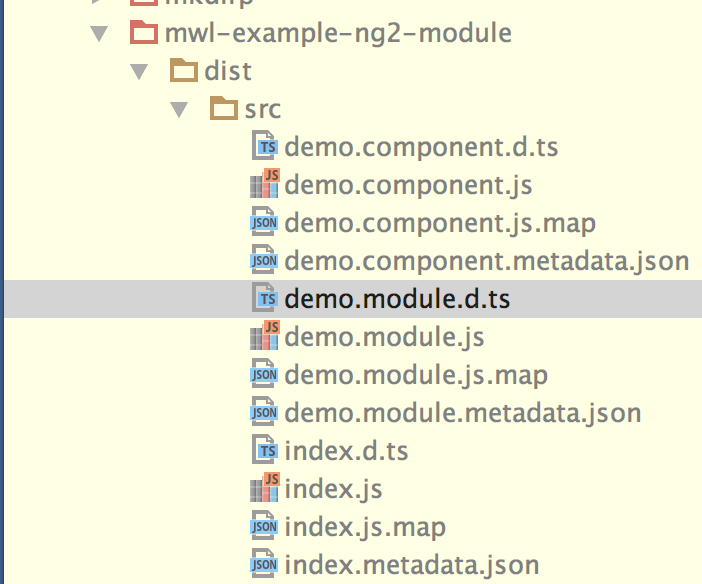 mkdirp
mwl-example-ng2-module
dist
src
TS demo.component.d.ts
JS demo.component.js
JSON demo.component.js.map
JSON demo.component.metadata.json
TS demo.module.d.ts
JS demo.module.js
JSON demo.module.js.map
JSON demo.module.metadata.json
TS index.d.ts
JS index.js
JSON index.js.map
JSON index.metadata.json